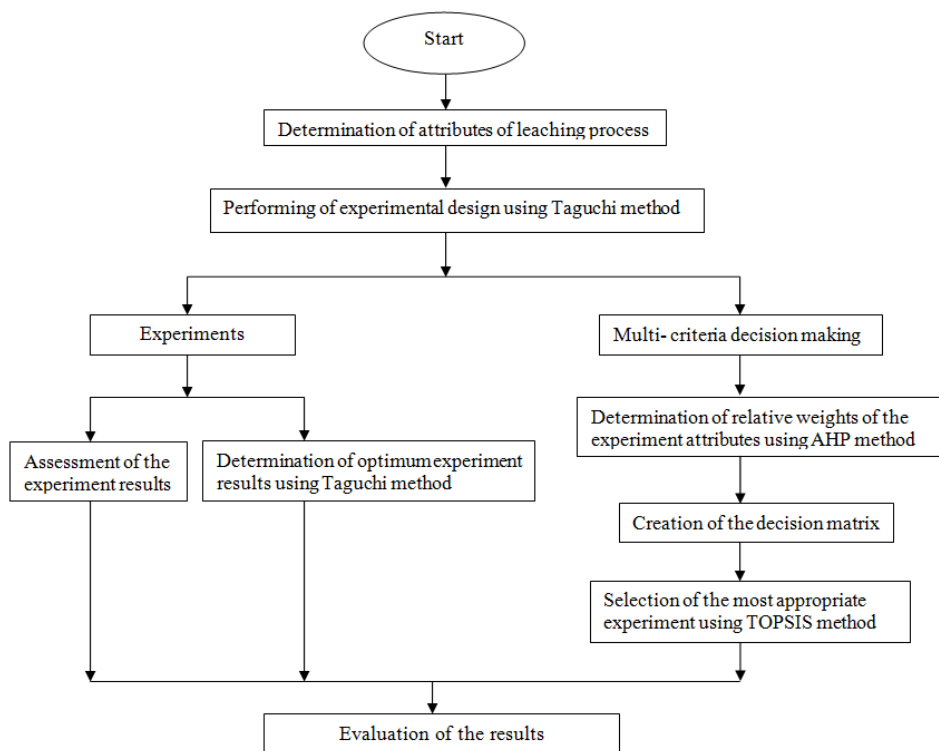 Start
Determination of attributes of leaching process
Performing of experimental design using Taguchi method
Experiments
Multi- criteria decision making
Assessment of the
experiment results
Determination of optimum experiment
results using Taguchi method
Determination of relative weights of the
experiment attributes using AHP method
Creation of the decision matrix
Selection of the most appropriate
experiment using TOPSIS method
Evaluation of the results